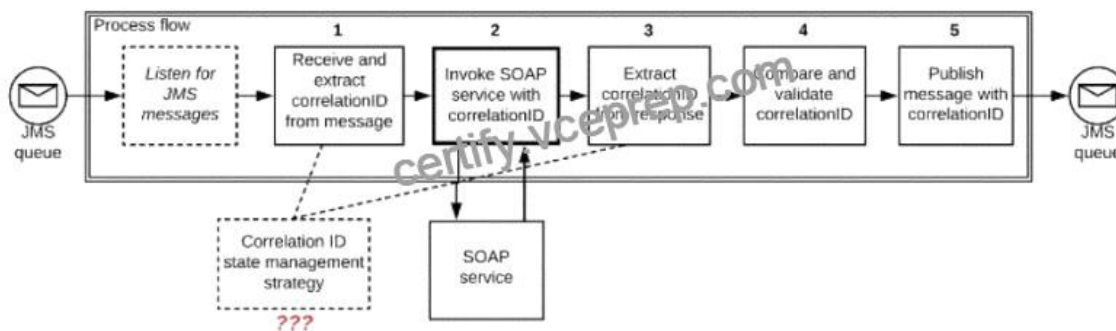 Process flow
1
2
3
4
5
Listen for
JMS
messages
Receive and
extract
correlationID
from message
Invoke SOAP
service with
correlationID
Extract
correlationID
from response
Compare and
validate
correlationID
Publish
message with
correlationID
JMS
queue
JMS
queue
certify.vceprep.com
Correlation ID
state management
strategy
???
SOAP
service